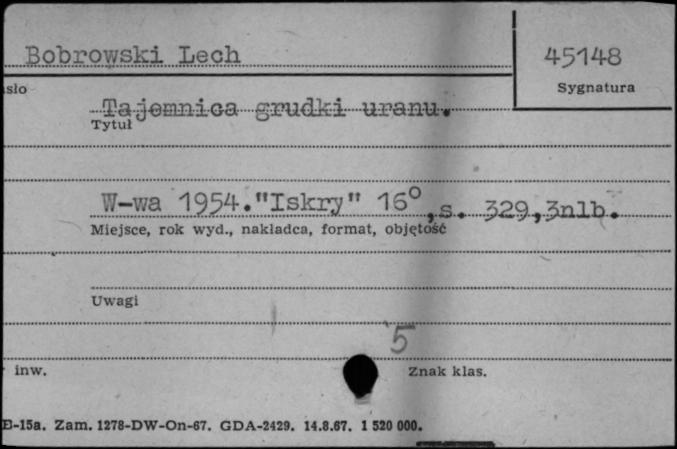 Bobrowski Lech
45148
Sygnatura
Tajemnica grudki uranu.
Tytuł
W-wa 1954."Iskry" 16°,s. 329,3nlb.
Miejsce, rok wyd., nakładca, format, objętość
Uwagi
5
inw.
Znak klas.
E-15a. Zam. 1278-DW-On-67. GDA-2429. 14.8.67. 1 520 000.